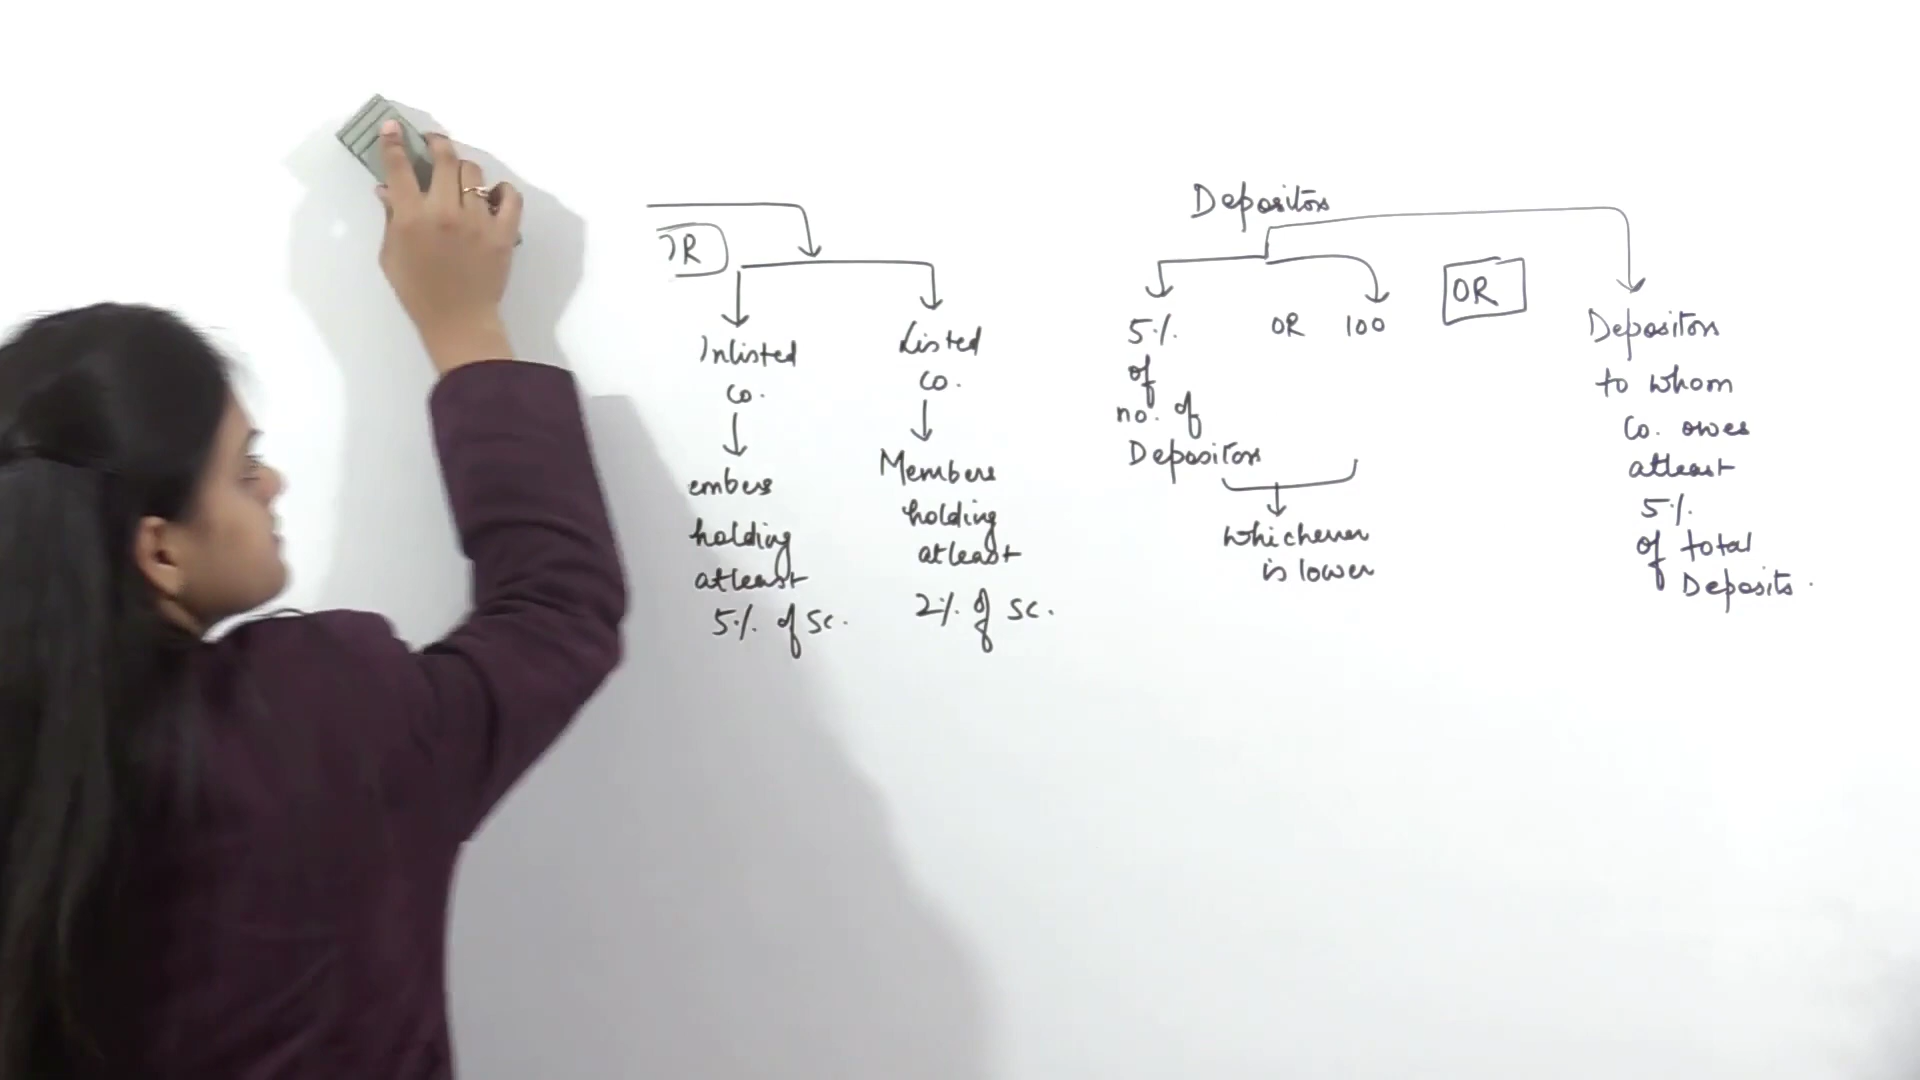 OR
Unlisted
Co.
embers
holding
atleast
5% of SC.
Listed
Co.
Members
holding
atleast
2% of SC.
Depositors
5%
of
no. of
Depositors
OR 100
whichever
is lower
OR
Depositors
to whom
Co. owes
atleast
5%
of total
Deposits.